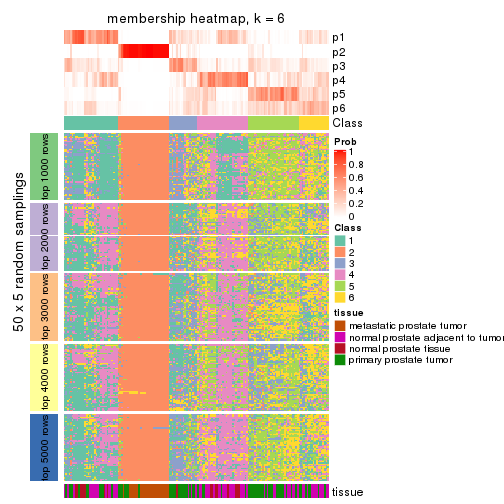 membership heatmap, k = 6
p1
p2
p3
p4
p5
p6
Class
50 x 5 random samplings
top 1000 rows
top 2000 rows
top 3000 rows
top 4000 rows
top 5000 rows
Prob
1
0.8
0.6
0.4
0.2
0
Class
1
2
3
4
5
6
tissue
metastatic prostate tumor
normal prostate adjacent to tumor
normal prostate tissue
primary prostate tumor
tissue